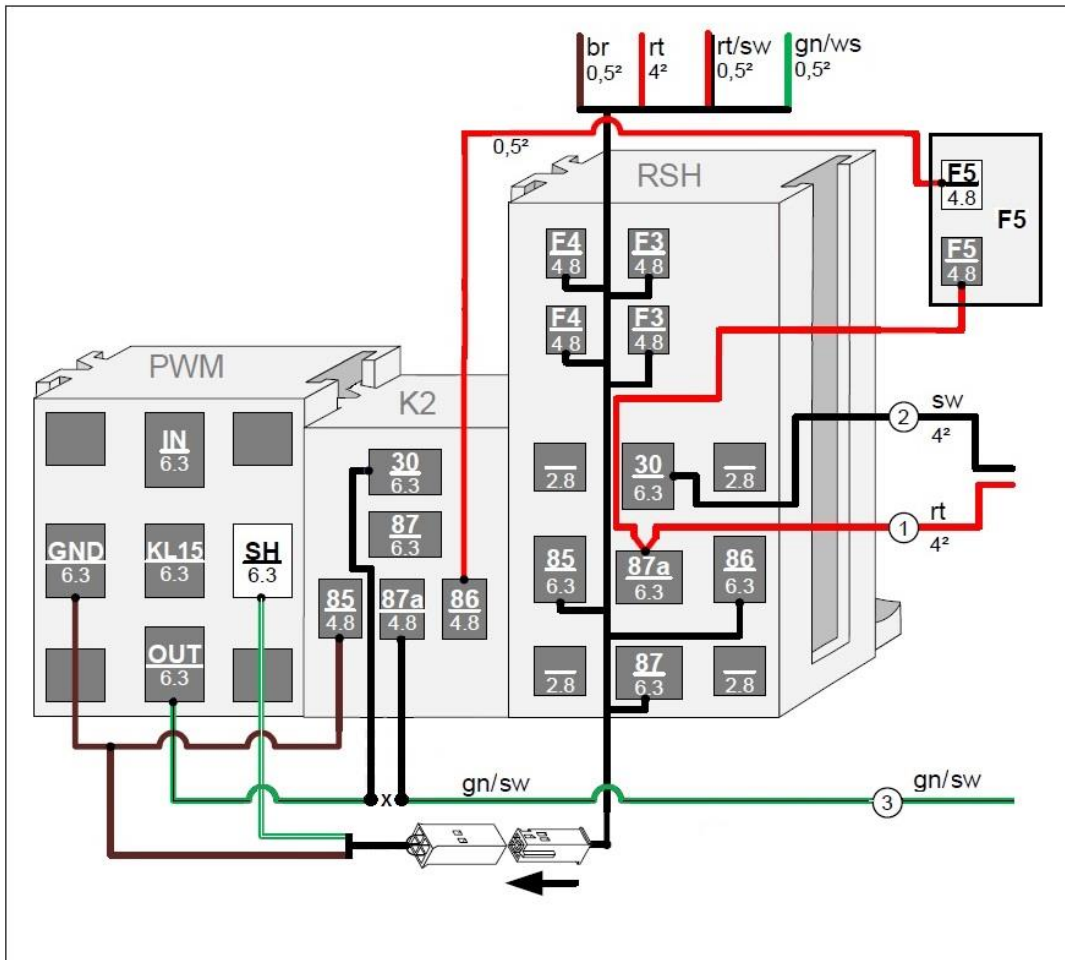 br
rt
rt/sw
gn/ws
0,5²
4²
0,5²
0,5²
0,5²
RSH
F5
4.8
F5
F5
4.8
F4
4.8
F3
4.8
F4
4.8
F3
4.8
PWM
K2
IN
6.3
30
6.3
87
6.3
2.8
30
6.3
2.8
sw
2
4²
rt
1
4²
GND
6.3
KL15
6.3
SH
6.3
85
4.8
87a
4.8
86
4.8
85
6.3
87a
6.3
86
6.3
OUT
6.3
2.8
87
6.3
2.8
gn/sw
x
gn/sw
3